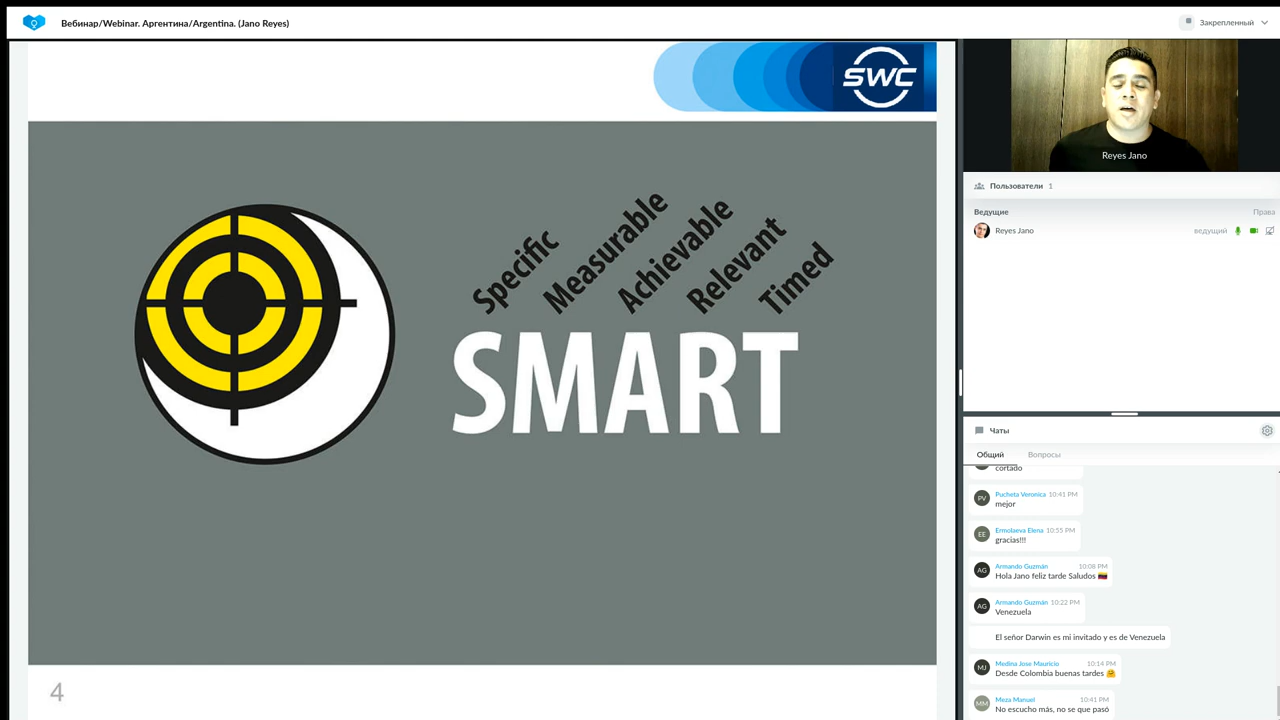 Вебинар/Webinar. Аргентина/Argentina. (Jano Reyes)
Закрепленный
SWC
Specific
Measurable
Achievable
Relevant
Timed
SMART
4
Reyes Jano
Пользователи 1
Ведущие
Права
Reyes Jano
ведущий
Чаты
Общий
Вопросы
cortado
PV
Pucheta Veronica 10:41 PM
mejor
EE
Ermolaeva Elena 10:55 PM
gracias!!!
AG
Armando Guzmán 10:08 PM
Hola Jano feliz tarde Saludos 🇻🇪
AG
Armando Guzmán 10:22 PM
Venezuela
El señor Darwin es mi invitado y es de Venezuela
MJ
Medina Jose Mauricio 10:14 PM
Desde Colombia buenas tardes 🤗
MM
Meza Manuel 10:41 PM
No escucho más, no se que pasó